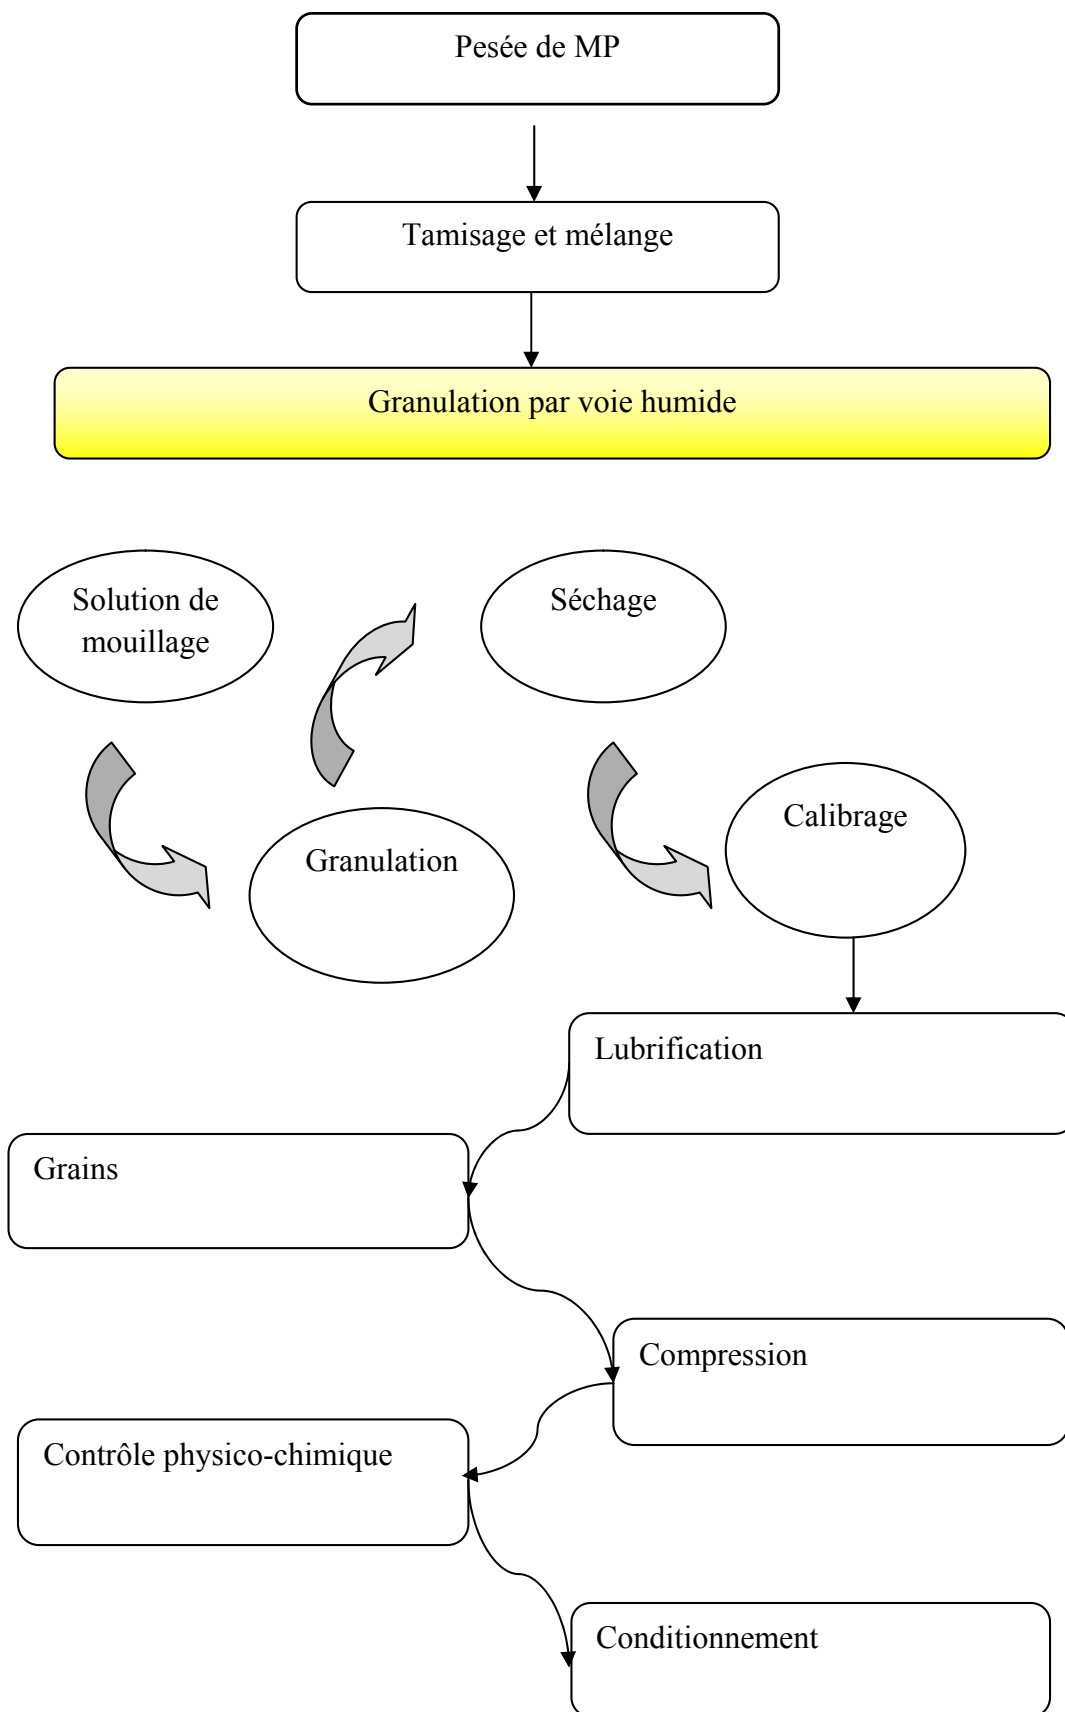 Pesée de MP
Tamisage et mélange
Granulation par voie humide
Solution de
mouillage
Séchage
Calibrage
Granulation
Lubrification
Grains
Compression
Contrôle physico-chimique
Conditionnement